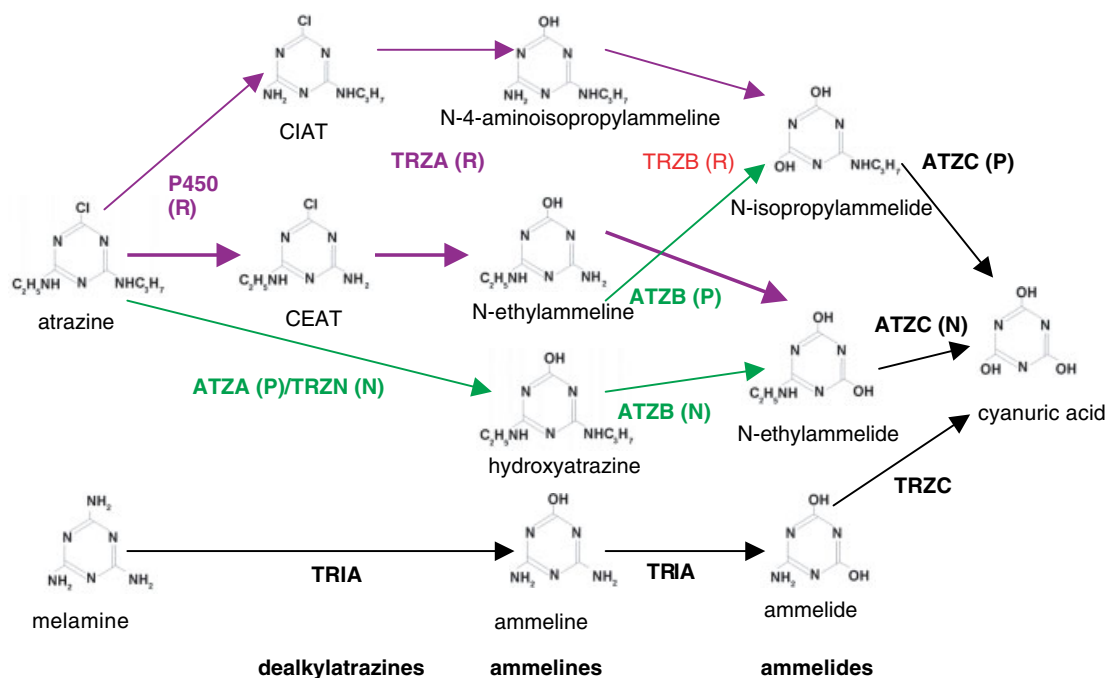 Cl
N
N
NH₂
N
NHC₃H₇
CIAT
OH
N
N
NH₂
N
NHC₃H₇
N-4-aminoisopropylammeline
OH
N
N
OH
N
NHC₃H₇
N-isopropylammelide
P450
(R)
TRZA (R)
TRZB (R)
ATZC (P)
Cl
N
N
C₂H₅NH
N
NHC₃H₇
atrazine
Cl
N
N
C₂H₅NH
N
NH₂
CEAT
OH
N
N
C₂H₅NH
N
NH₂
N-ethylammeline
ATZB (P)
OH
N
N
C₂H₅NH
N
OH
N-ethylammelide
ATZC (N)
OH
N
N
OH
N
OH
cyanuric acid
ATZA (P)/TRZN (N)
OH
N
N
C₂H₅NH
N
NHC₃H₇
hydroxyatrazine
ATZB (N)
TRZC
NH₂
N
N
NH₂
N
NH₂
melamine
TRIA
OH
N
N
NH₂
N
NH₂
ammeline
TRIA
OH
N
N
NH₂
N
OH
ammelide
dealkylatrazines
ammelines
ammelides